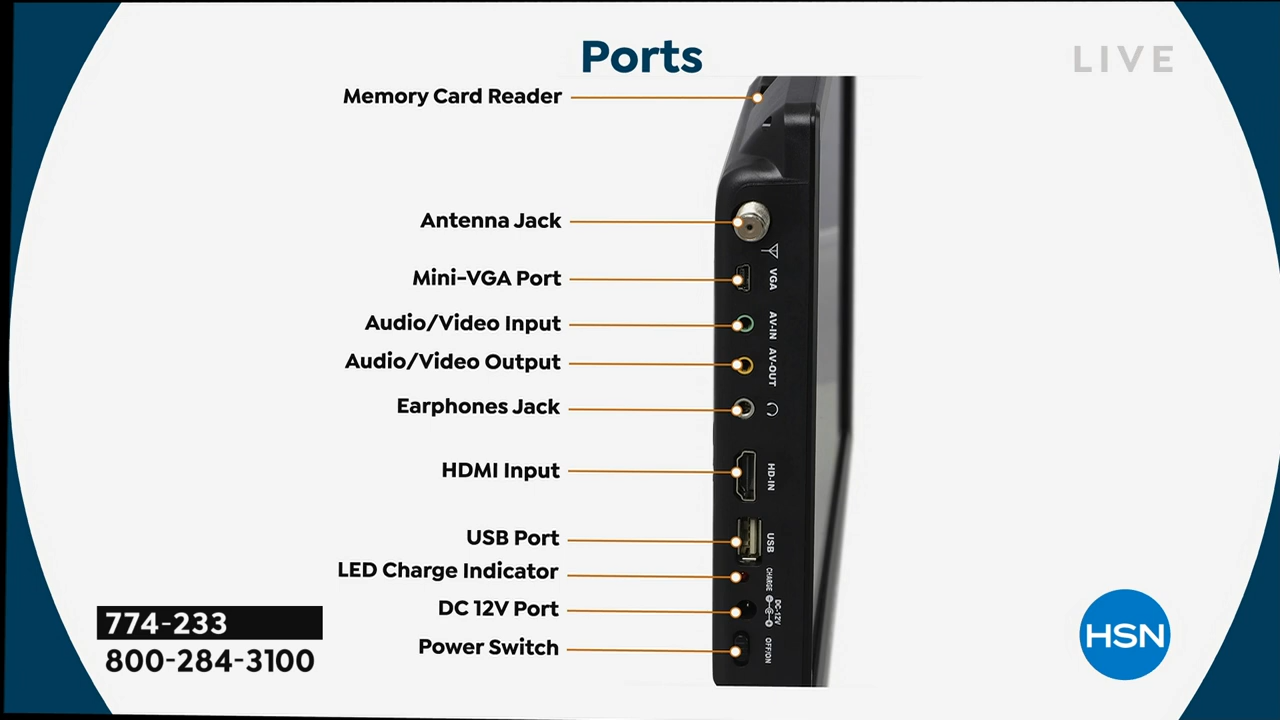 Ports
LIVE
Memory Card Reader
Antenna Jack
Mini-VGA Port
VGA
Audio/Video Input
AV-IN
Audio/Video Output
AV-OUT
Earphones Jack
HDMI Input
HD-IN
USB Port
USB
LED Charge Indicator
CHARGE
DC 12V Port
DC-12V
Power Switch
OFF/ON
774-233
800-284-3100
HSN